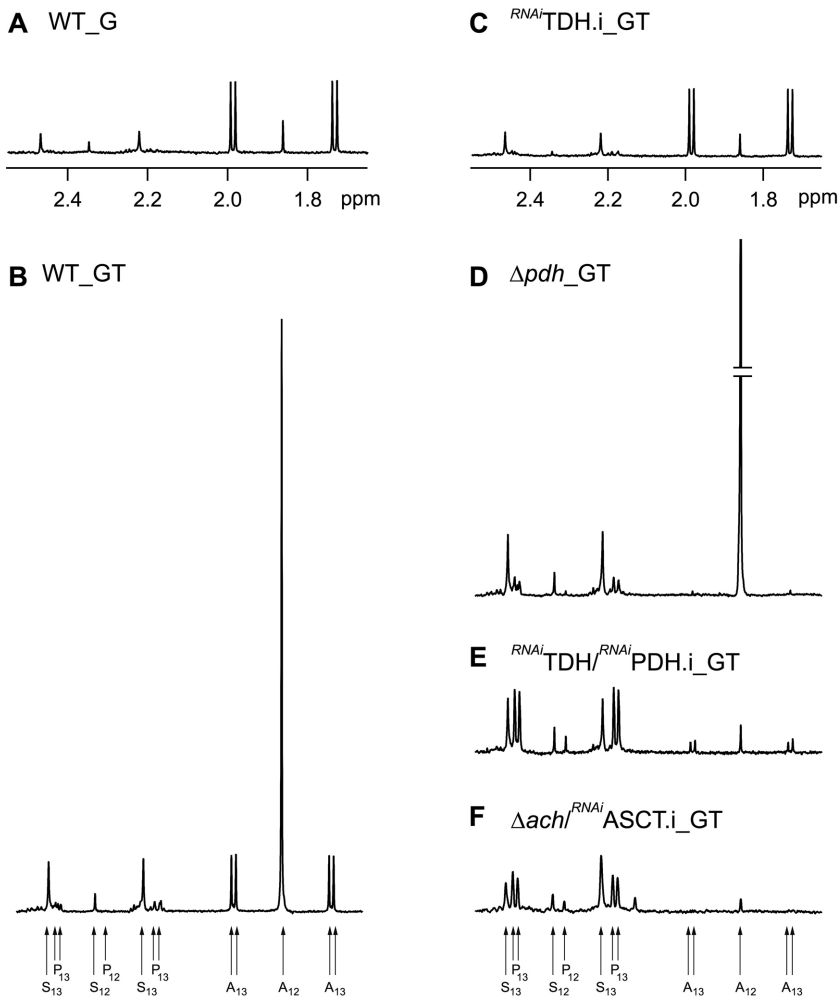 A WT_G
2.4 2.2 2.0 1.8 ppm
B WT_GT
P13 P12 P13
S13 S12 S13 A13 A12 A13
C RNAiTDH.i_GT
2.4 2.2 2.0 1.8 ppm
D Δpdh_GT
E RNAiTDH/RNAiPDH.i_GT
F Δach/RNAiASCT.i_GT
P13 P12 P13
S13 S12 S13 A13 A12 A13